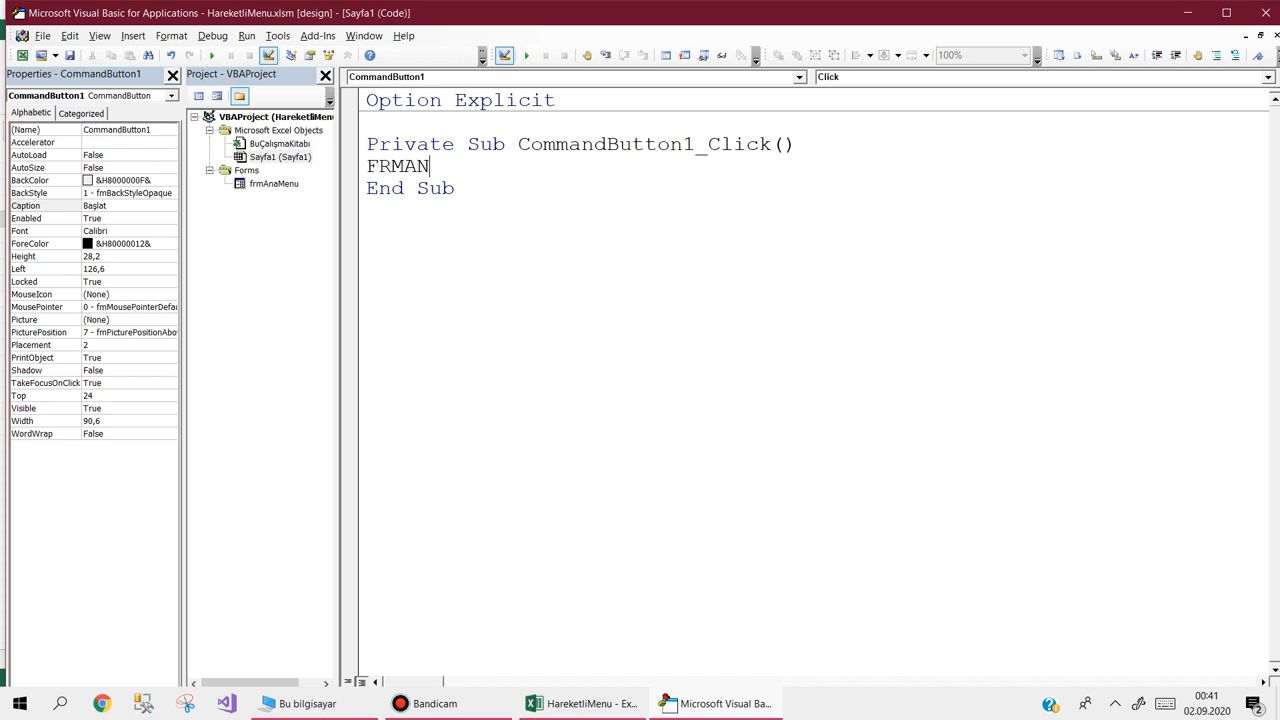 Microsoft Visual Basic for Applications - HareketliMenu.xlsm [design] - [Sayfa1 (Code)]
File Edit View Insert Format Debug Run Tools Add-Ins Window Help
100%
Properties - CommandButton1
CommandButton1 CommandButton
Alphabetic Categorized
(Name) CommandButton1
Accelerator
AutoLoad False
AutoSize False
BackColor &H8000000F&
BackStyle 1 - fmBackStyleOpaque
Caption Başlat
Enabled True
Font Calibri
ForeColor &H80000012&
Height 28,2
Left 126,6
Locked True
MouseIcon (None)
MousePointer 0 - fmMousePointerDefa
Picture (None)
PicturePosition 7 - fmPicturePositionAbo
Placement 2
PrintObject True
Shadow False
TakeFocusOnClick True
Top 24
Visible True
Width 90,6
WordWrap False
Project - VBAProject
VBAProject (HareketliMenu
Microsoft Excel Objects
BuÇalışmaKitabı
Sayfa1 (Sayfa1)
Forms
frmAnaMenu
CommandButton1 Click
Option Explicit
Private Sub CommandButton1_Click()
FRMAN
End Sub
Bu bilgisayar
Bandicam
HareketliMenu - Exc...
Microsoft Visual Ba...
00:41
02.09.2020
2